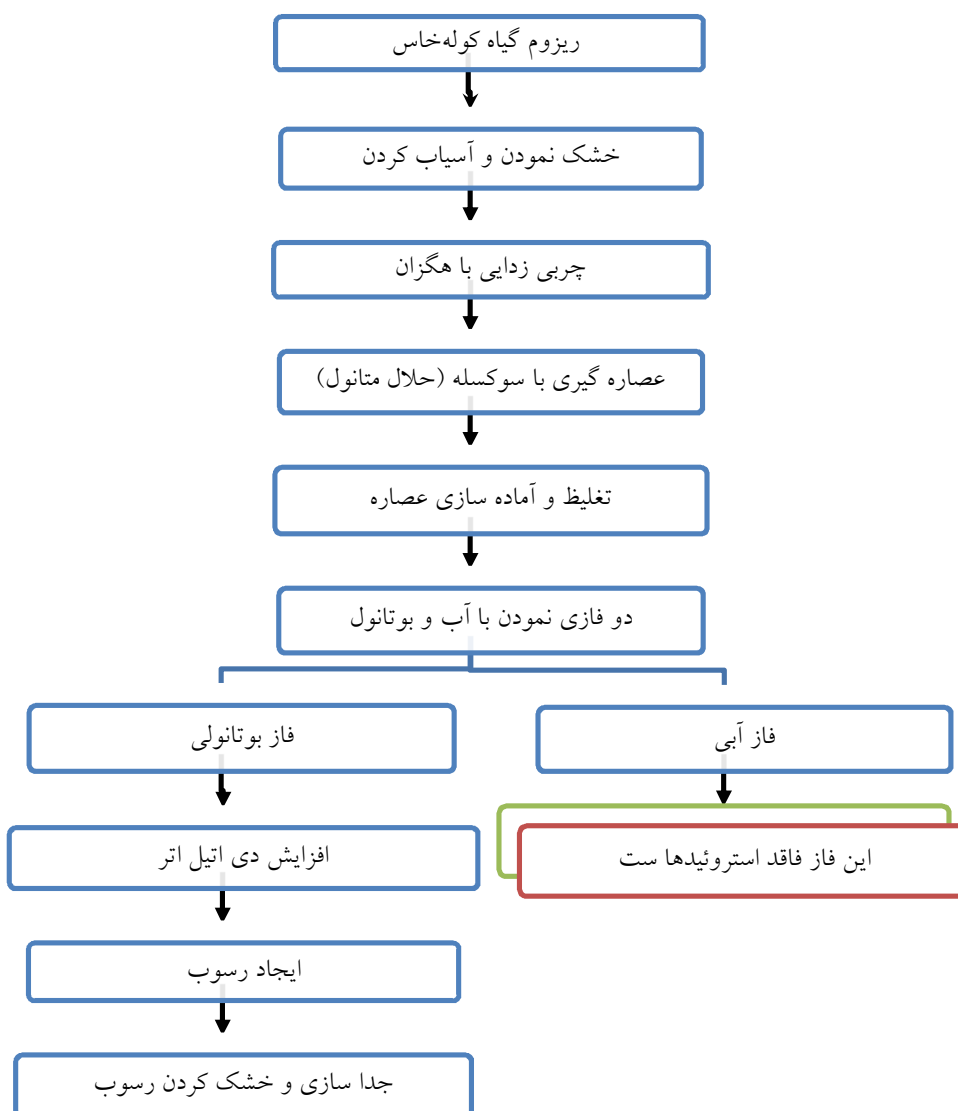 ریزوم گیاه کوله‌خاس
خشک نمودن و آسیاب کردن
چربی زدایی با هگزان
عصاره گیری با سوکسله (حلال متانول)
تغلیظ و آماده سازی عصاره
دو فازی نمودن با آب و بوتانول
فاز آبی
فاز بوتانولی
این فاز فاقد استروئیدها ست
افزایش دی اتیل اتر
ایجاد رسوب
جدا سازی و خشک کردن رسوب